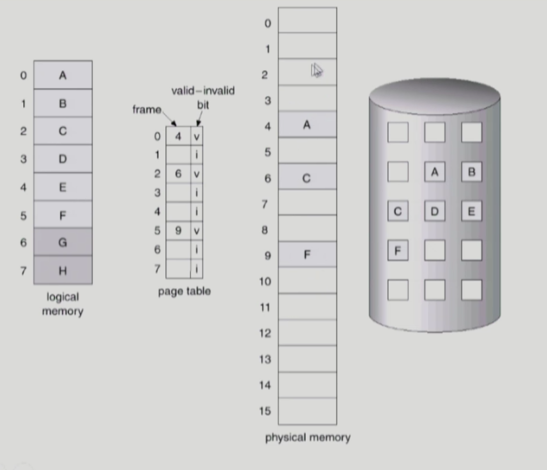 0 A
1 B
2 C
3 D
4 E
5 F
6 G
7 H
logical
memory
valid–invalid
bit
frame
0 4 v
1 i
2 6 v
3 i
4 i
5 9 v
6 i
7 i
page table
0
1
2
3
4 A
5
6 C
7
8
9 F
10
11
12
13
14
15
physical memory
A B
C D E
F